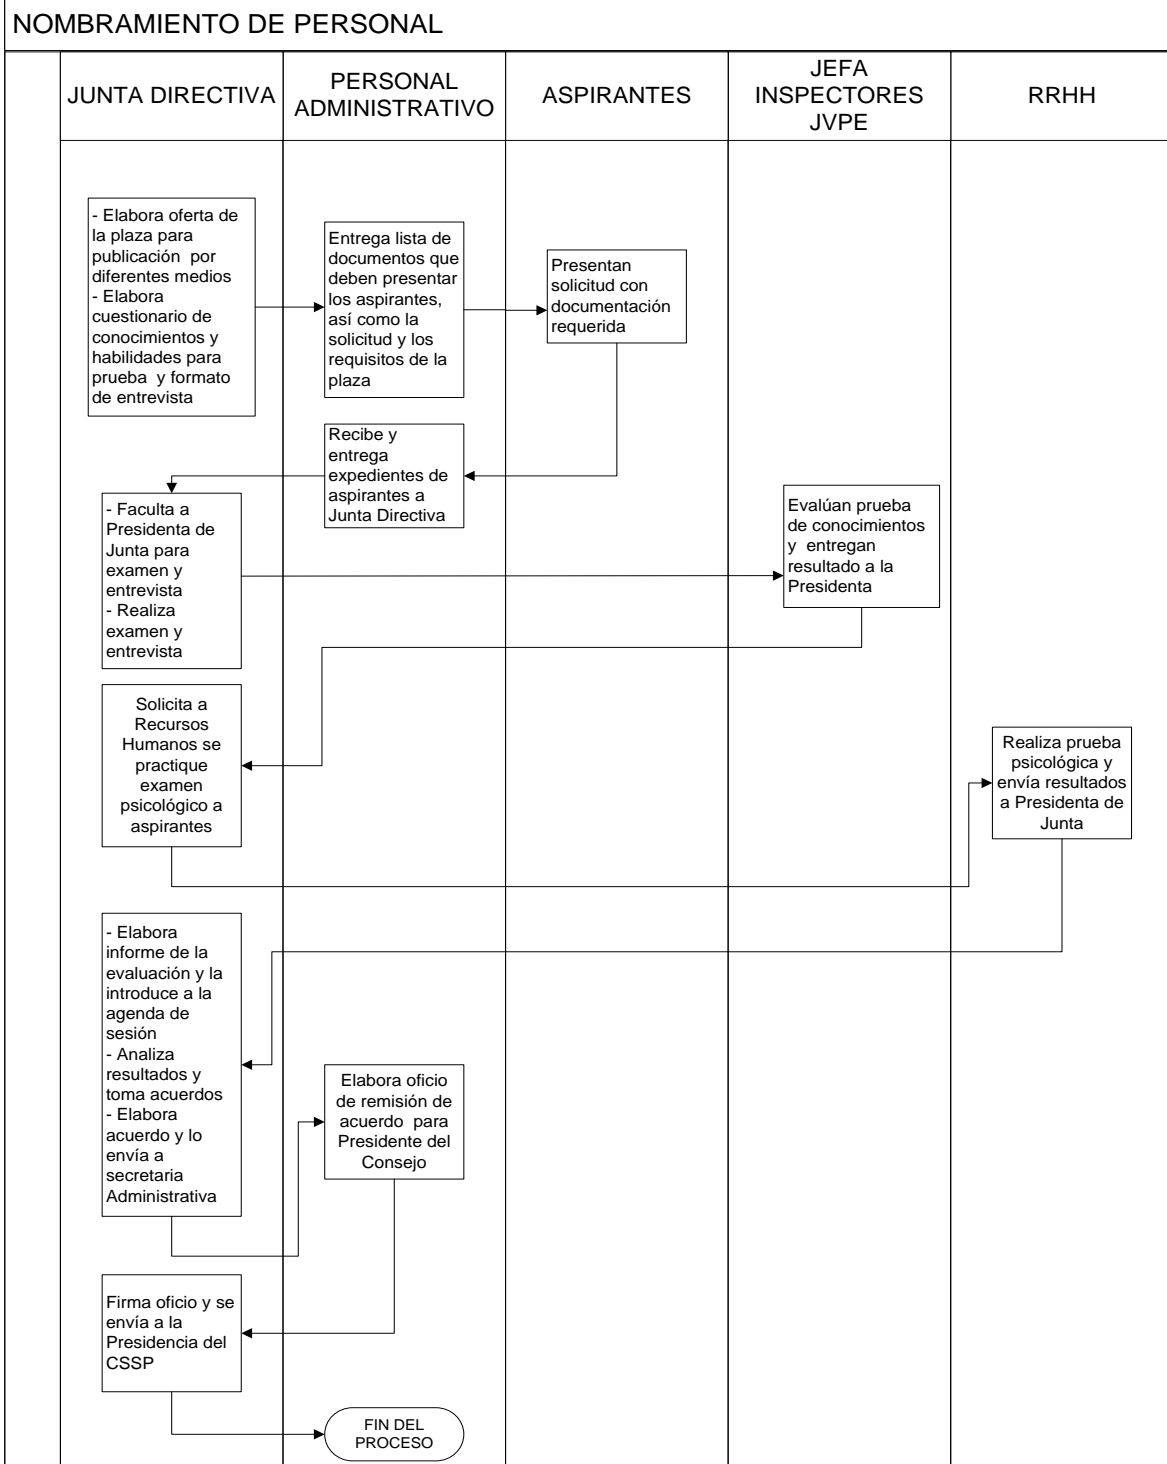 NOMBRAMIENTO DE PERSONAL
JUNTA DIRECTIVA
PERSONAL
ADMINISTRATIVO
ASPIRANTES
JEFA
INSPECTORES
JVPE
RRHH
- Elabora oferta de
la plaza para
publicación por
diferentes medios
- Elabora
cuestionario de
conocimientos y
habilidades para
prueba y formato
de entrevista
Entrega lista de
documentos que
deben presentar
los aspirantes,
así como la
solicitud y los
requisitos de la
plaza
Presentan
solicitud con
documentación
requerida
Recibe y
entrega
expedientes de
aspirantes a
Junta Directiva
- Faculta a
Presidenta de
Junta para
examen y
entrevista
- Realiza
examen y
entrevista
Evalúan prueba
de conocimientos
y entregan
resultado a la
Presidenta
Solicita a
Recursos
Humanos se
practique
examen
psicológico a
aspirantes
Realiza prueba
psicológica y
envía resultados
a Presidenta de
Junta
- Elabora
informe de la
evaluación y la
introduce a la
agenda de
sesión
- Analiza
resultados y
toma acuerdos
- Elabora
acuerdo y lo
envía a
secretaria
Administrativa
Elabora oficio
de remisión de
acuerdo para
Presidente del
Consejo
Firma oficio y se
envía a la
Presidencia del
CSSP
FIN DEL
PROCESO